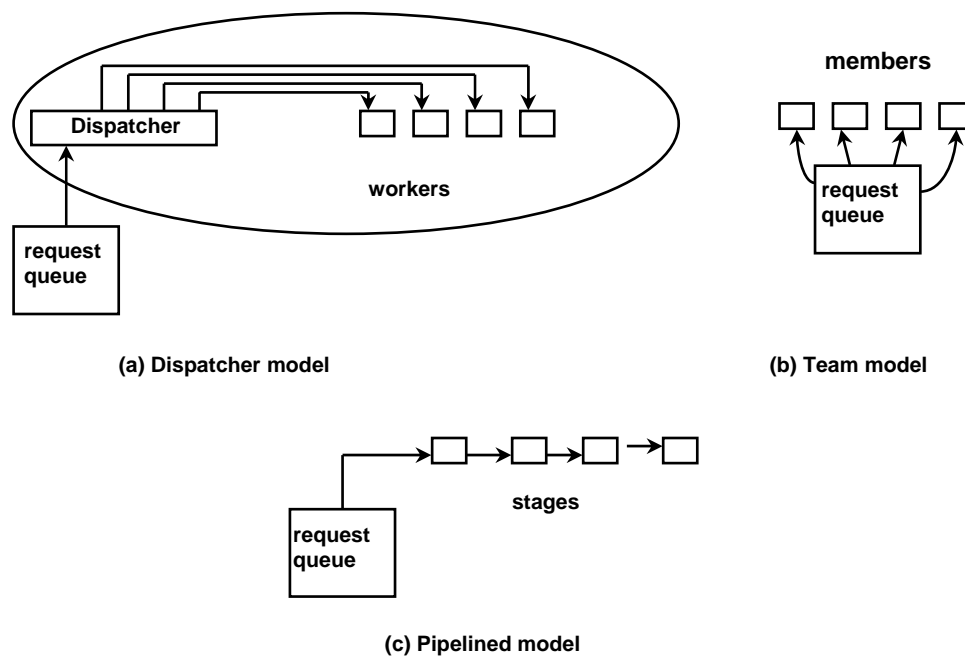 members
Dispatcher
workers
request
queue
request
queue
(a) Dispatcher model
(b) Team model
stages
request
queue
(c) Pipelined model